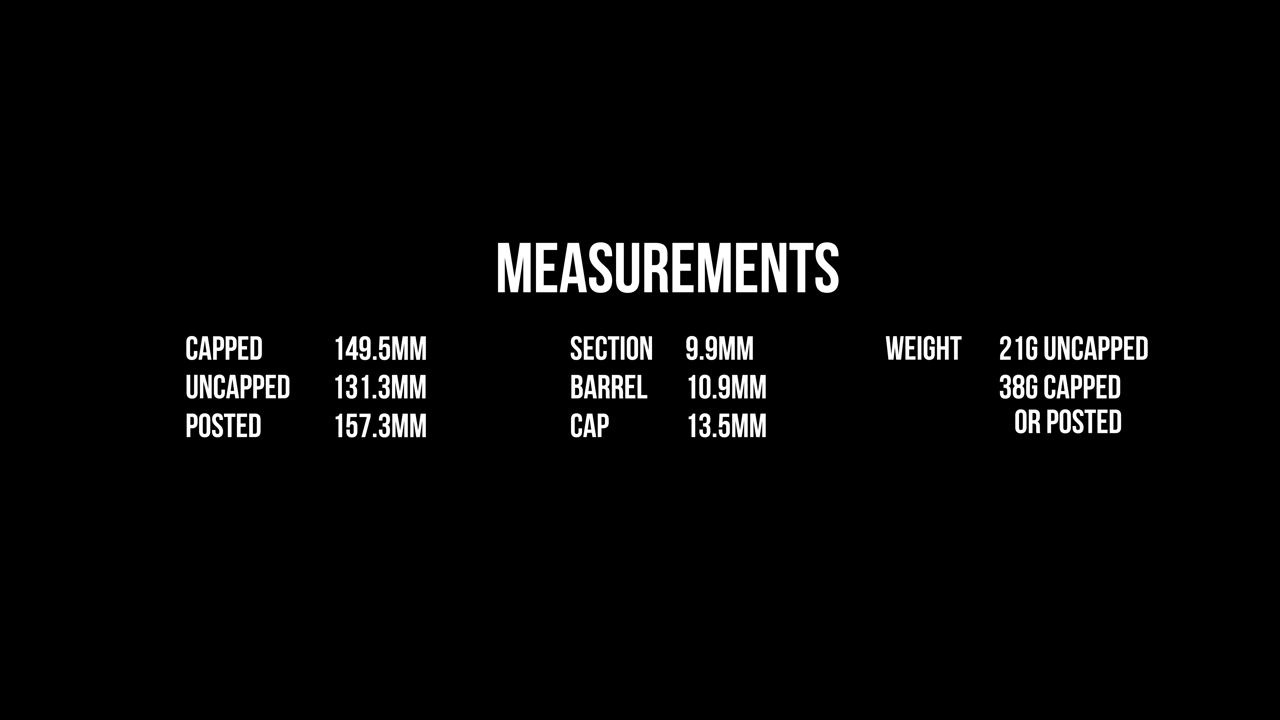 MEASUREMENTS
CAPPED 149.5MM
UNCAPPED 131.3MM
POSTED 157.3MM
SECTION 9.9MM
BARREL 10.9MM
CAP 13.5MM
WEIGHT 21G UNCAPPED
38G CAPPED
OR POSTED